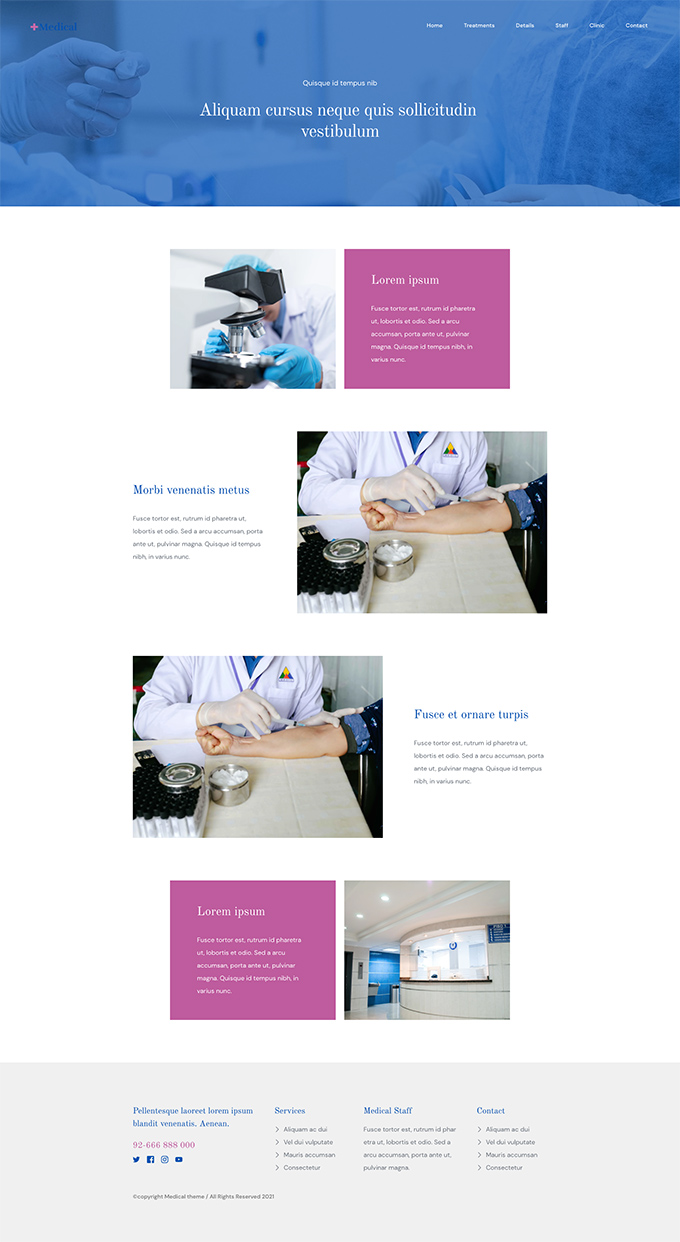 Medical
Home Treatments Details Staff Clinic Contact
Quisque id tempus nib
Aliquam cursus neque quis sollicitudin
vestibulum
Lorem ipsum
Fusce tortor est, rutrum id pharetra
ut, lobortis et odio. Sed a arcu
accumsan, porta ante ut, pulvinar
magna. Quisque id tempus nibh, in
varius nunc.
Morbi venenatis metus
Fusce tortor est, rutrum id pharetra ut,
lobortis et odio. Sed a arcu accumsan, porta
ante ut, pulvinar magna. Quisque id tempus
nibh, in varius nunc.
Fusce et ornare turpis
Fusce tortor est, rutrum id pharetra ut,
lobortis et odio. Sed a arcu accumsan, porta
ante ut, pulvinar magna. Quisque id tempus
nibh, in varius nunc.
Lorem ipsum
Fusce tortor est, rutrum id pharetra
ut, lobortis et odio. Sed a arcu
accumsan, porta ante ut, pulvinar
magna. Quisque id tempus nibh, in
varius nunc.
Pellentesque laoreet lorem ipsum
blandit venenatis. Aenean.
92-666 888 000
Services
Aliquam ac dui
Vel dui vulputate
Mauris accumsan
Consectetur
Medical Staff
Fusce tortor est, rutrum id phar
etra ut, lobortis et odio. Sed a
arcu accumsan, porta ante ut,
pulvinar magna.
Contact
Aliquam ac dui
Vel dui vulputate
Mauris accumsan
Consectetur
©copyright Medical theme / All Rights Reserved 2021